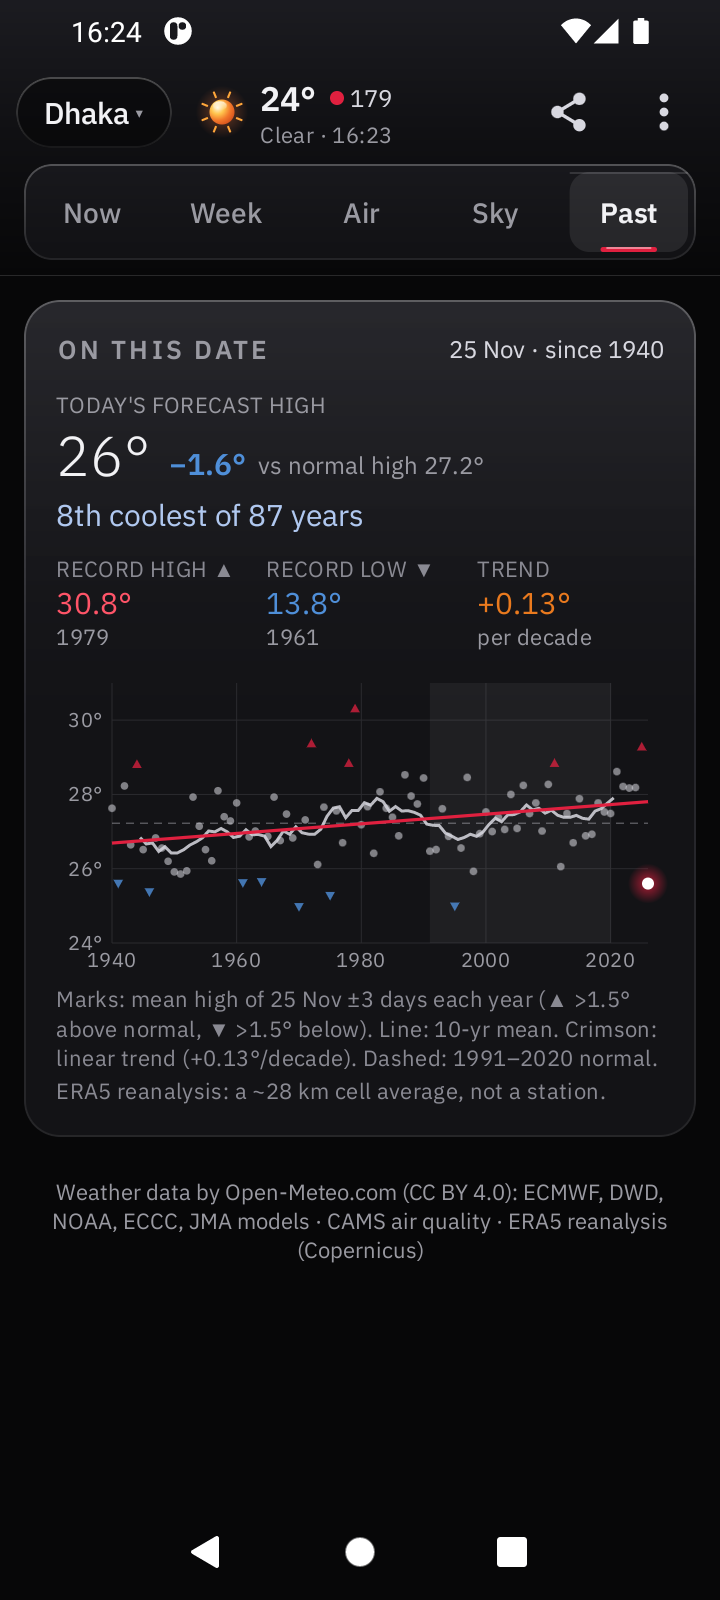 16:24
Dhaka ▾
24° 179
Clear · 16:23
Now Week Air Sky Past
ON THIS DATE 25 Nov · since 1940
TODAY'S FORECAST HIGH
26° −1.6° vs normal high 27.2°
8th coolest of 87 years
RECORD HIGH ▲ RECORD LOW ▼ TREND
30.8° 13.8° +0.13°
1979 1961 per decade
30°
28°
26°
24°
1940 1960 1980 2000 2020
Marks: mean high of 25 Nov ±3 days each year (▲ >1.5°
above normal, ▼ >1.5° below). Line: 10-yr mean. Crimson:
linear trend (+0.13°/decade). Dashed: 1991–2020 normal.
ERA5 reanalysis: a ~28 km cell average, not a station.
Weather data by Open-Meteo.com (CC BY 4.0): ECMWF, DWD,
NOAA, ECCC, JMA models · CAMS air quality · ERA5 reanalysis
(Copernicus)